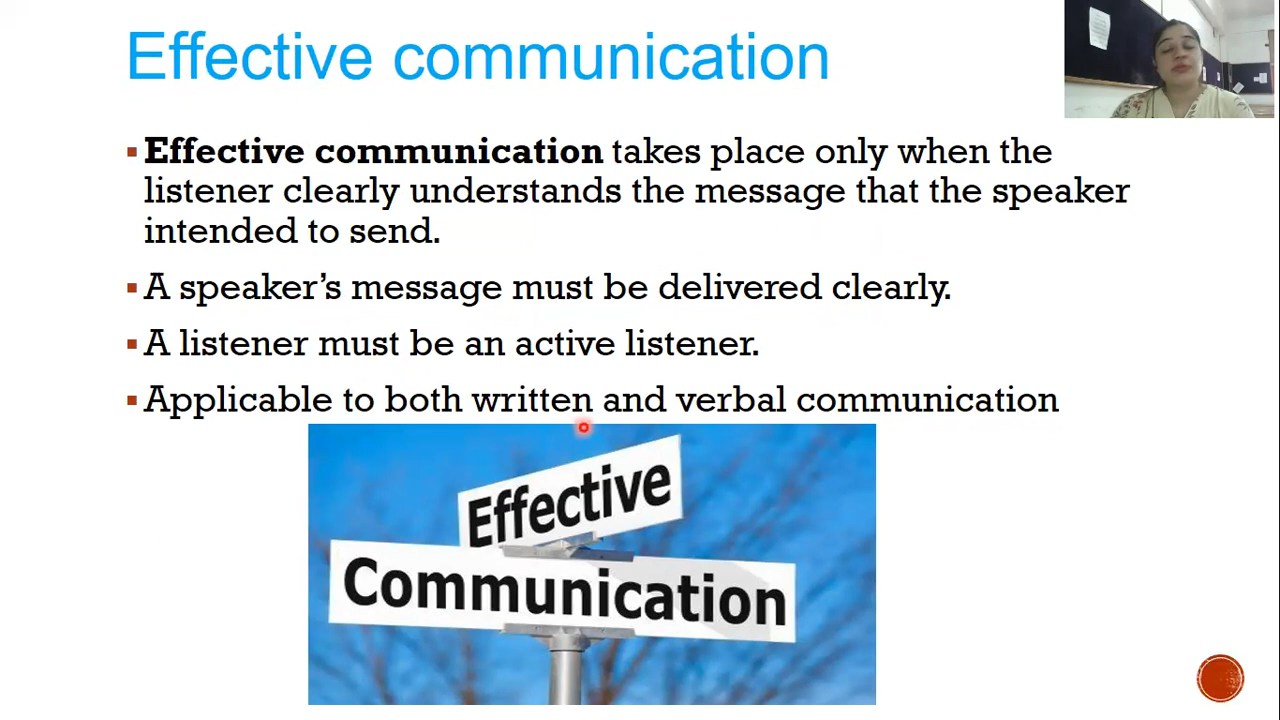 Effective communication
Effective communication takes place only when the
listener clearly understands the message that the speaker
intended to send.
A speaker's message must be delivered clearly.
A listener must be an active listener.
Applicable to both written and verbal communication
Effective
Communication